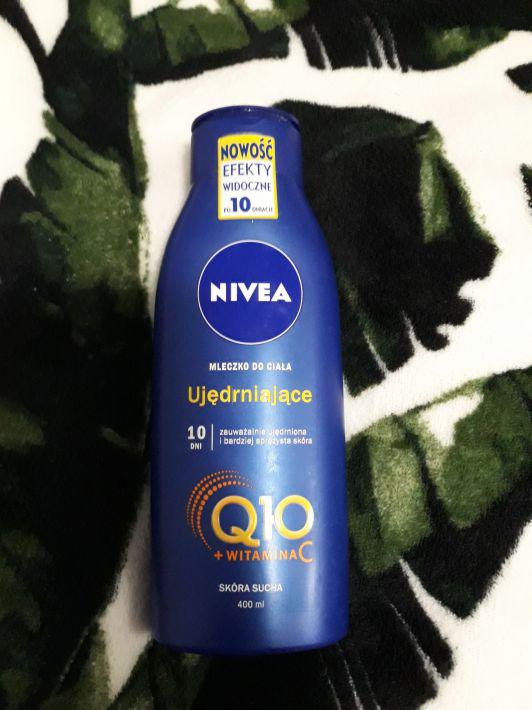 NOWOŚĆ
EFEKTY
WIDOCZNE
PO 10 DNIACH
NIVEA
MLECZKO DO CIAŁA
Ujędrniające
10 DNI
zauważalnie ujędrniona
i bardziej sprężysta skóra
Q10
+ WITAMINA C
SKÓRA SUCHA
400 ml